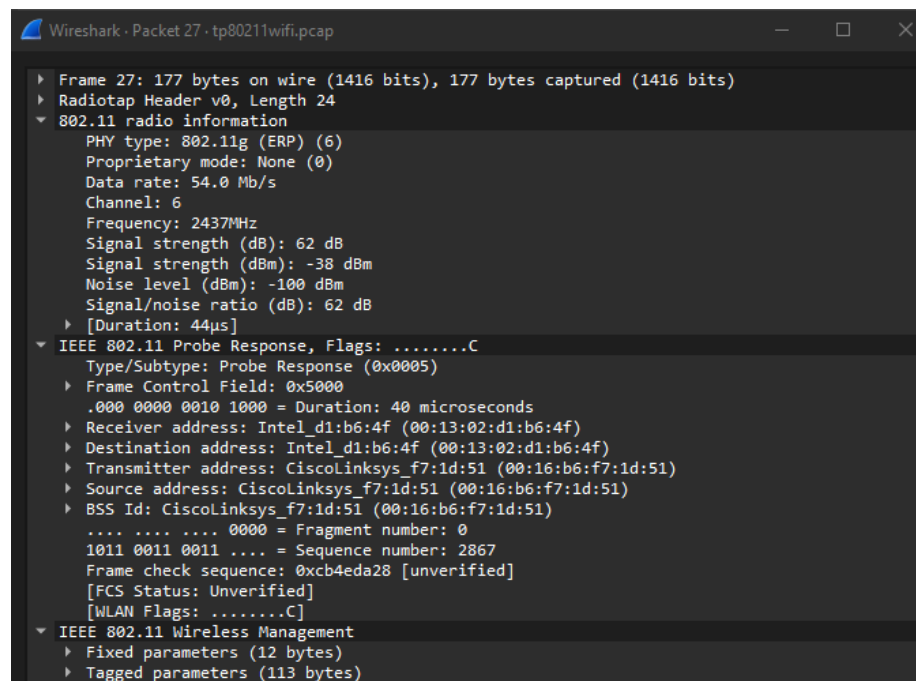 Wireshark · Packet 27 · tp80211wifi.pcap
Frame 27: 177 bytes on wire (1416 bits), 177 bytes captured (1416 bits)
Radiotap Header v0, Length 24
802.11 radio information
PHY type: 802.11g (ERP) (6)
Proprietary mode: None (0)
Data rate: 54.0 Mb/s
Channel: 6
Frequency: 2437MHz
Signal strength (dB): 62 dB
Signal strength (dBm): -38 dBm
Noise level (dBm): -100 dBm
Signal/noise ratio (dB): 62 dB
[Duration: 44µs]
IEEE 802.11 Probe Response, Flags: ........C
Type/Subtype: Probe Response (0x0005)
Frame Control Field: 0x5000
.000 0000 0010 1000 = Duration: 40 microseconds
Receiver address: Intel_d1:b6:4f (00:13:02:d1:b6:4f)
Destination address: Intel_d1:b6:4f (00:13:02:d1:b6:4f)
Transmitter address: CiscoLinksys_f7:1d:51 (00:16:b6:f7:1d:51)
Source address: CiscoLinksys_f7:1d:51 (00:16:b6:f7:1d:51)
BSS Id: CiscoLinksys_f7:1d:51 (00:16:b6:f7:1d:51)
.... .... .... 0000 = Fragment number: 0
1011 0011 0011 .... = Sequence number: 2867
Frame check sequence: 0xcb4eda28 [unverified]
[FCS Status: Unverified]
[WLAN Flags: ........C]
IEEE 802.11 Wireless Management
Fixed parameters (12 bytes)
Tagged parameters (113 bytes)